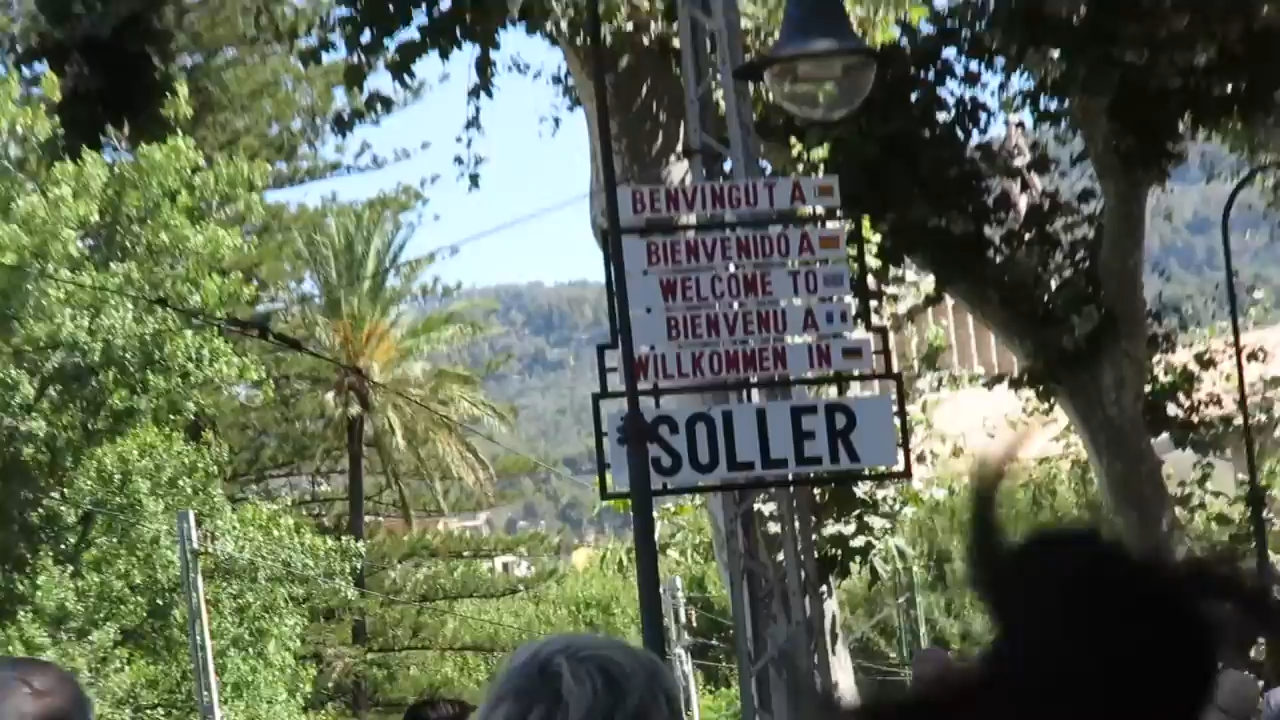 BENVINGUT A
BIENVENIDO A
WELCOME TO
BIENVENU A
WILLKOMMEN IN
SOLLER